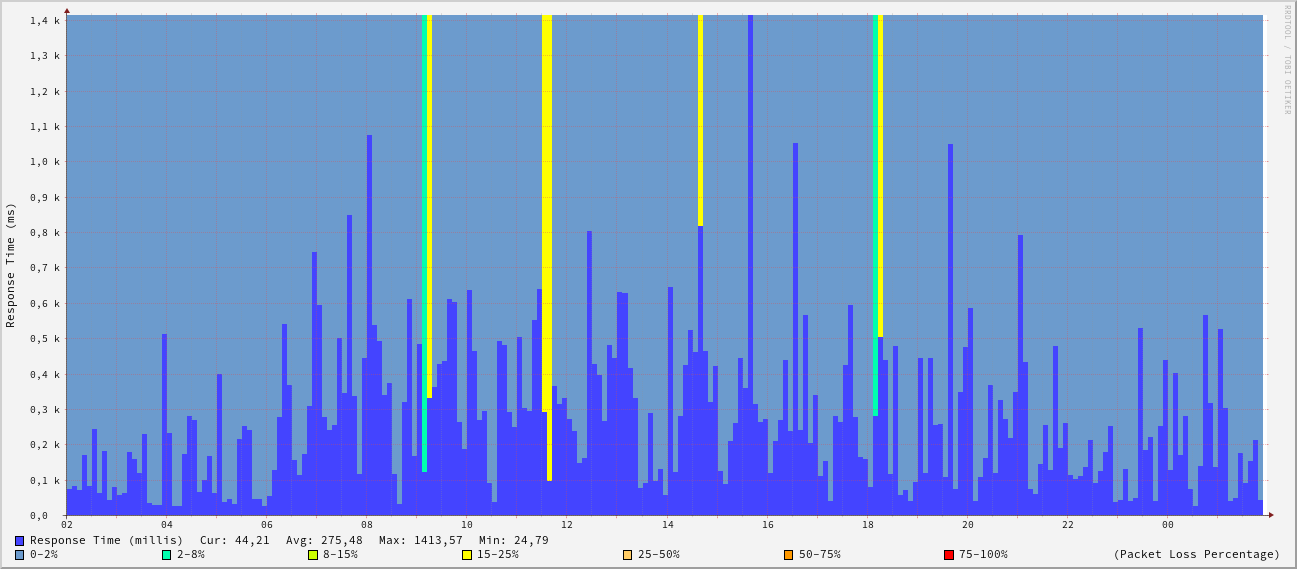 1,4 k
1,3 k
1,2 k
1,1 k
1,0 k
0,9 k
0,8 k
0,7 k
0,6 k
0,5 k
0,4 k
0,3 k
0,2 k
0,1 k
0,0
Response Time (ms)
RRDTOOL / TOBI OETIKER
02 04 06 08 10 12 14 16 18 20 22 00
Response Time (millis) Cur: 44,21 Avg: 275,48 Max: 1413,57 Min: 24,79
0-2% 2-8% 8-15% 15-25% 25-50% 50-75% 75-100% (Packet Loss Percentage)